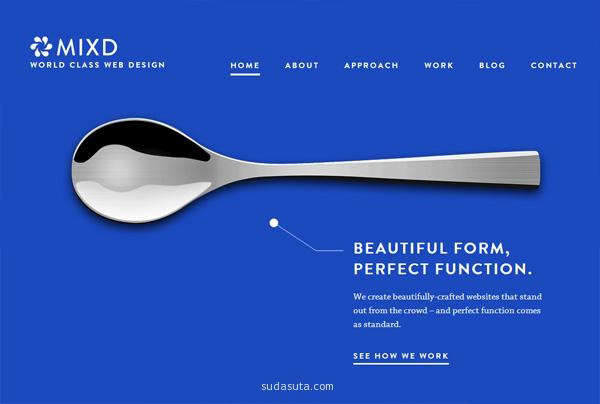 MIXD
WORLD CLASS WEB DESIGN
HOME ABOUT APPROACH WORK BLOG CONTACT
BEAUTIFUL FORM,
PERFECT FUNCTION.
We create beautifully-crafted websites that stand
out from the crowd – and perfect function comes
as standard.
SEE HOW WE WORK
sudasuta.com